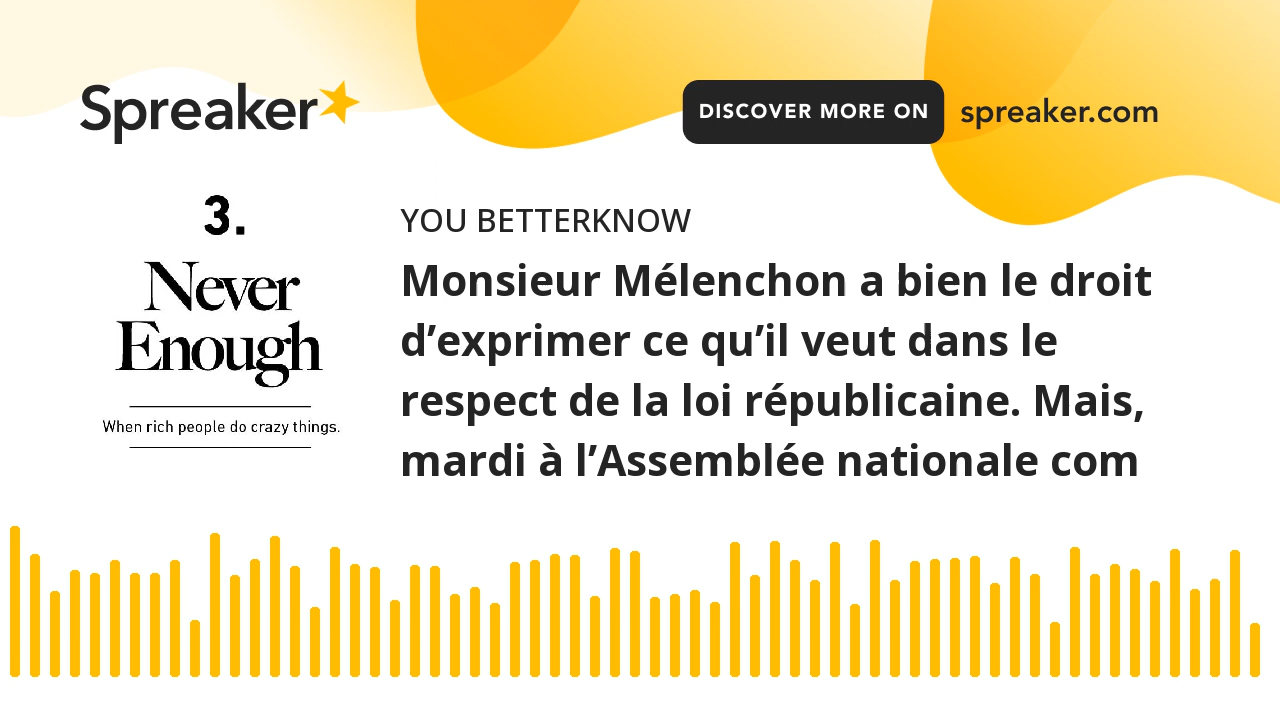 Spreaker
DISCOVER MORE ON spreaker.com
3.
Never
Enough
When rich people do crazy things.
YOU BETTERKNOW
Monsieur Mélenchon a bien le droit
d’exprimer ce qu’il veut dans le
respect de la loi républicaine. Mais,
mardi à l’Assemblée nationale com